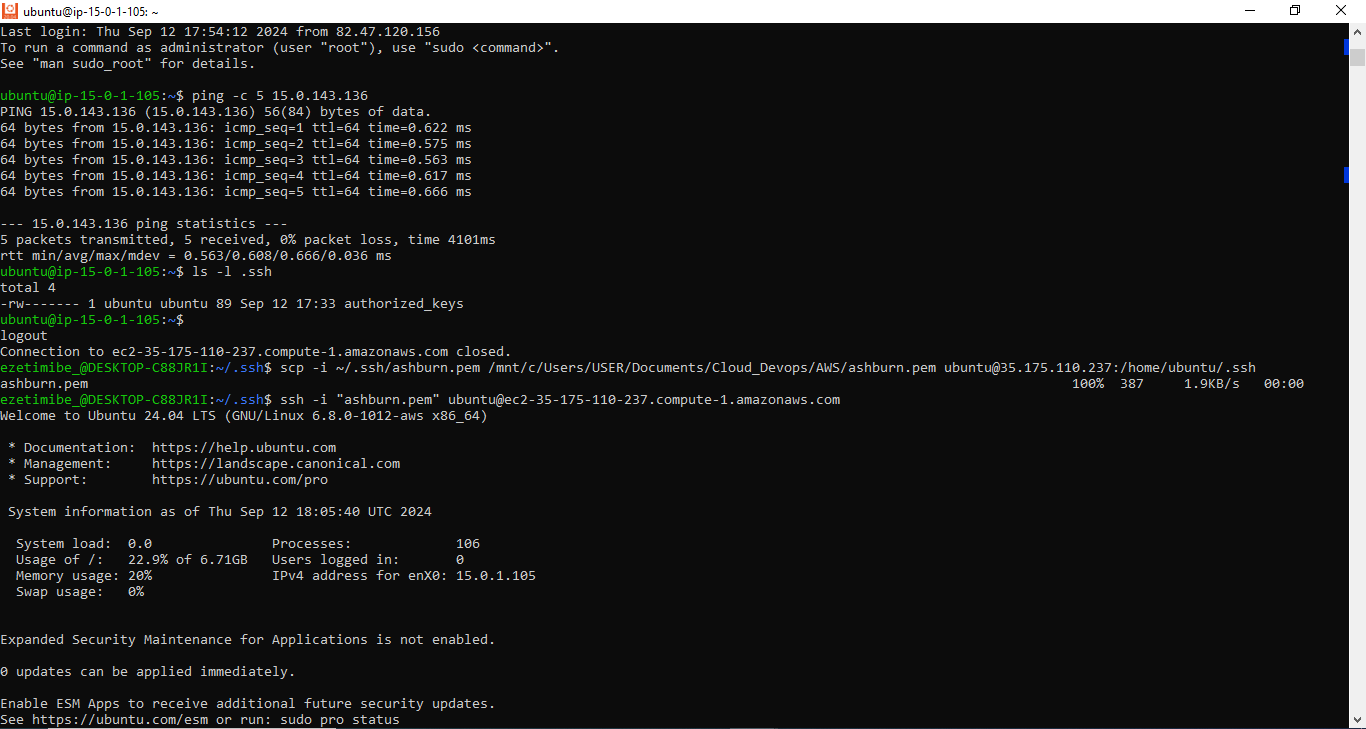 ubuntu@ip-15-0-1-105: ~
Last login: Thu Sep 12 17:54:12 2024 from 82.47.120.156
To run a command as administrator (user "root"), use "sudo <command>".
See "man sudo_root" for details.
ubuntu@ip-15-0-1-105:~$ ping -c 5 15.0.143.136
PING 15.0.143.136 (15.0.143.136) 56(84) bytes of data.
64 bytes from 15.0.143.136: icmp_seq=1 ttl=64 time=0.622 ms
64 bytes from 15.0.143.136: icmp_seq=2 ttl=64 time=0.575 ms
64 bytes from 15.0.143.136: icmp_seq=3 ttl=64 time=0.563 ms
64 bytes from 15.0.143.136: icmp_seq=4 ttl=64 time=0.617 ms
64 bytes from 15.0.143.136: icmp_seq=5 ttl=64 time=0.666 ms
--- 15.0.143.136 ping statistics ---
5 packets transmitted, 5 received, 0% packet loss, time 4101ms
rtt min/avg/max/mdev = 0.563/0.608/0.666/0.036 ms
ubuntu@ip-15-0-1-105:~$ ls -l .ssh
total 4
-rw------- 1 ubuntu ubuntu 89 Sep 12 17:33 authorized_keys
ubuntu@ip-15-0-1-105:~$
logout
Connection to ec2-35-175-110-237.compute-1.amazonaws.com closed.
ezetimibe_@DESKTOP-C88JR1I:~/.ssh$ scp -i ~/.ssh/ashburn.pem /mnt/c/Users/USER/Documents/Cloud_Devops/AWS/ashburn.pem ubuntu@35.175.110.237:/home/ubuntu/.ssh
ashburn.pem 100% 387 1.9KB/s 00:00
ezetimibe_@DESKTOP-C88JR1I:~/.ssh$ ssh -i "ashburn.pem" ubuntu@ec2-35-175-110-237.compute-1.amazonaws.com
Welcome to Ubuntu 24.04 LTS (GNU/Linux 6.8.0-1012-aws x86_64)
* Documentation: https://help.ubuntu.com
* Management: https://landscape.canonical.com
* Support: https://ubuntu.com/pro
System information as of Thu Sep 12 18:05:40 UTC 2024
System load: 0.0 Processes: 106
Usage of /: 22.9% of 6.71GB Users logged in: 0
Memory usage: 20% IPv4 address for enX0: 15.0.1.105
Swap usage: 0%
Expanded Security Maintenance for Applications is not enabled.
0 updates can be applied immediately.
Enable ESM Apps to receive additional future security updates.
See https://ubuntu.com/esm or run: sudo pro status